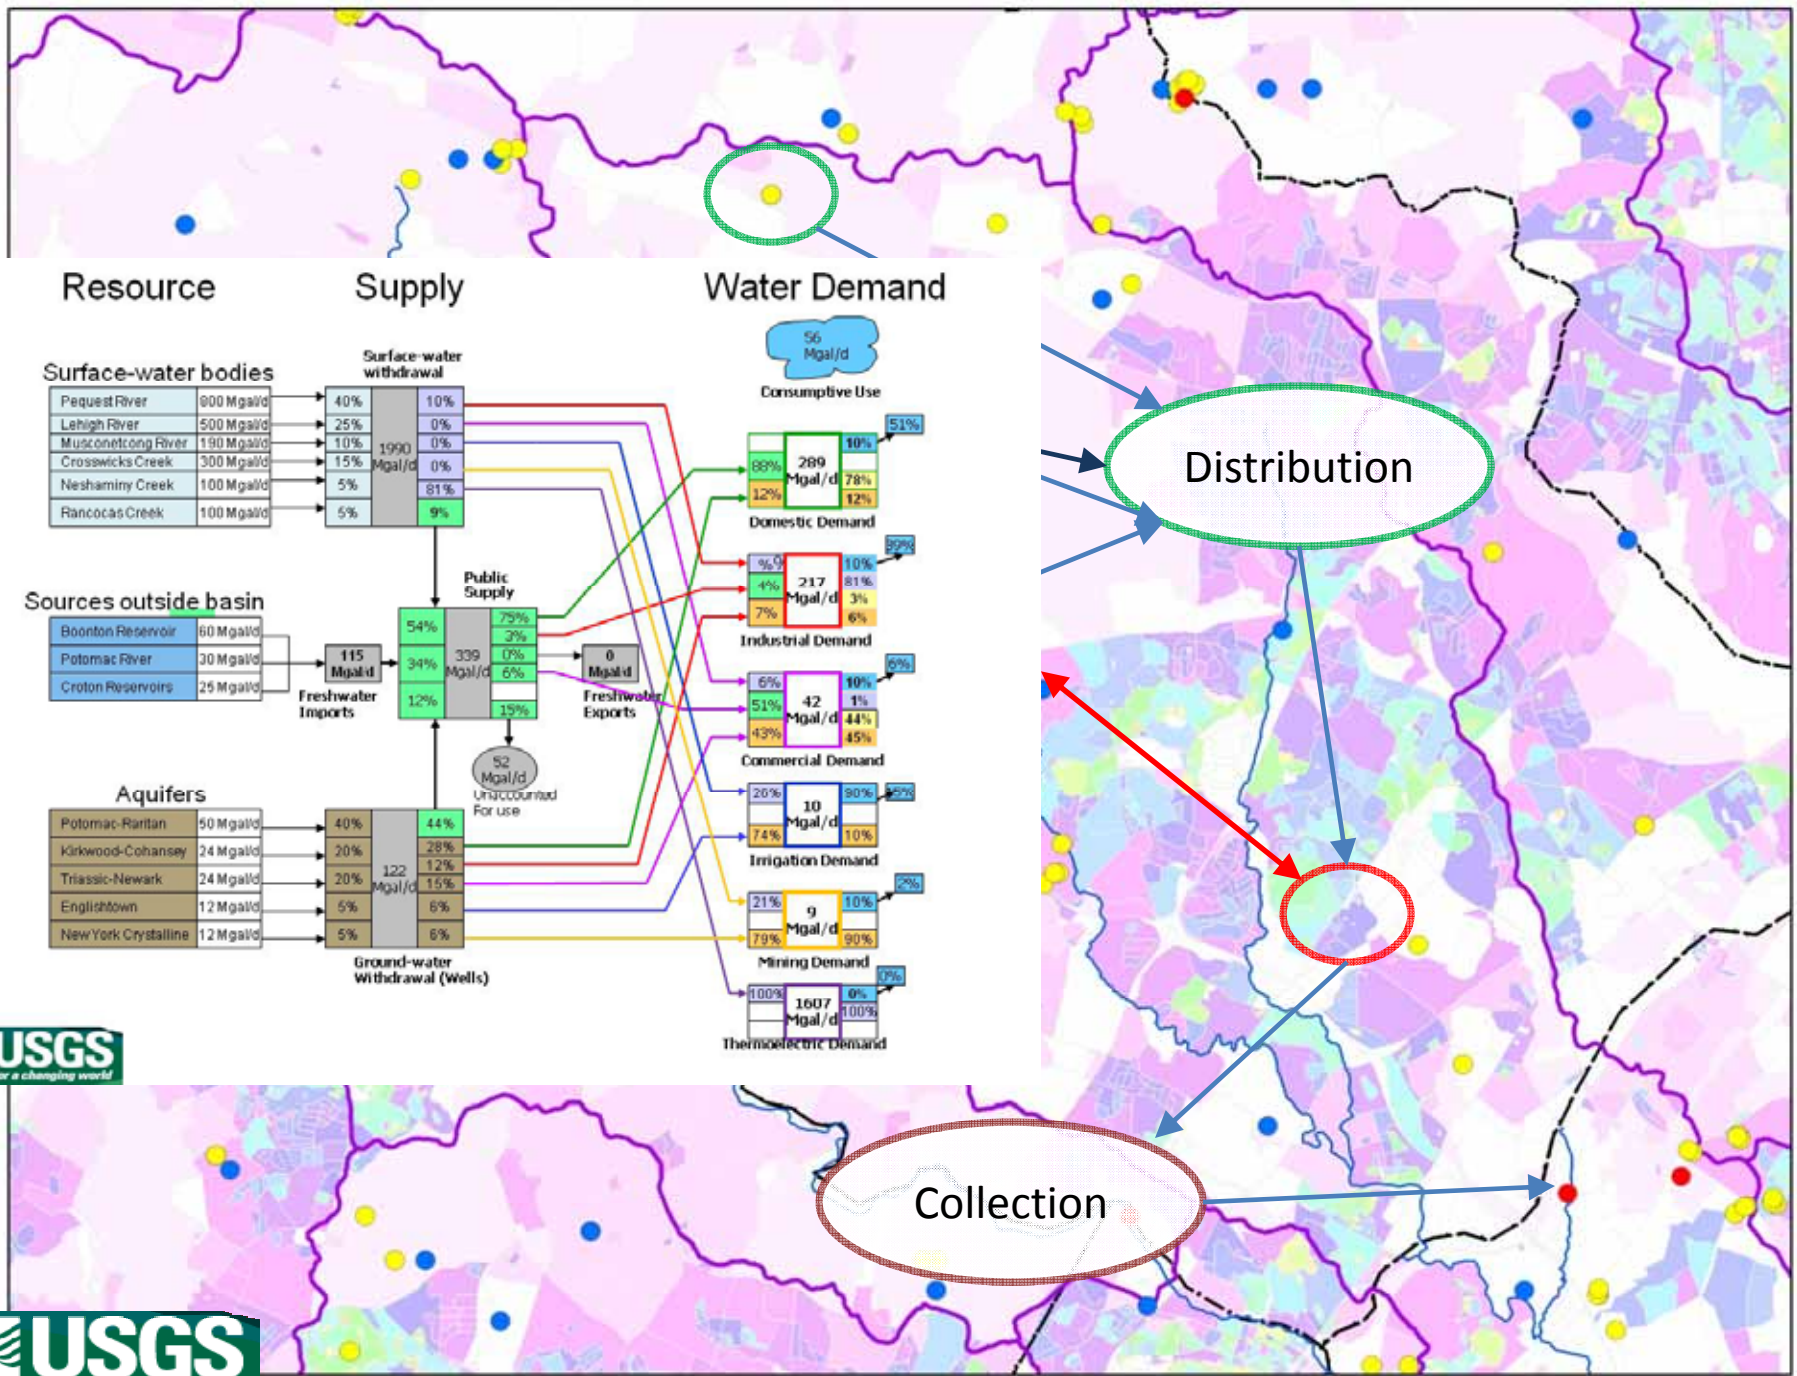 Resource
Supply
Water Demand
56
Mgal/d
Consumptive Use
Surface-water
withdrawal
Surface-water bodies
Pequest River 800 Mgal/d 40% 10%
Lehigh River 500 Mgal/d 25% 0%
Musconetcong River 190 Mgal/d 10% 0%
Crosswicks Creek 300 Mgal/d 15% 0%
Neshaminy Creek 100 Mgal/d 5% 81%
Rancocas Creek 100 Mgal/d 5% 9%
1990
Mgal/d
Public
Supply
Sources outside basin
Boonton Reservoir 60 Mgal/d
Potomac River 30 Mgal/d
Croton Reservoirs 25 Mgal/d
115
Mgal/d
Freshwater
Imports
54%
34%
12%
339
Mgal/d
75%
3%
0%
6%
15%
0
Mgal/d
Freshwater
Exports
52
Mgal/d
Unaccounted
For use
Aquifers
Potomac-Raritan 50 Mgal/d 40% 44%
Kirkwood-Cohansey 24 Mgal/d 20% 28%
12%
Triassic-Newark 24 Mgal/d 20% 15%
Englishtown 12 Mgal/d 5% 6%
New York Crystalline 12 Mgal/d 5% 6%
122
Mgal/d
Ground-water
Withdrawal (Wells)
51%
88%
12%
289
Mgal/d
10%
78%
12%
Domestic Demand
%9
4%
7%
217
Mgal/d
10%
81%
3%
6%
Industrial Demand
6%
6%
51%
43%
42
Mgal/d
10%
1%
44%
45%
Commercial Demand
26%
74%
10
Mgal/d
90%
10%
Irrigation Demand
2%
21%
79%
9
Mgal/d
10%
90%
Mining Demand
0%
100%
1607
Mgal/d
0%
100%
Thermoelectric Demand
Distribution
Collection
USGS
or a changing world
USGS